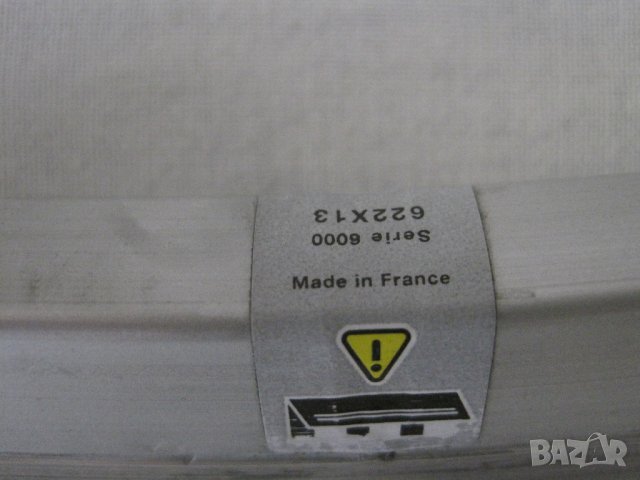 Serie 6000
622X13
Made in France
BAZAR